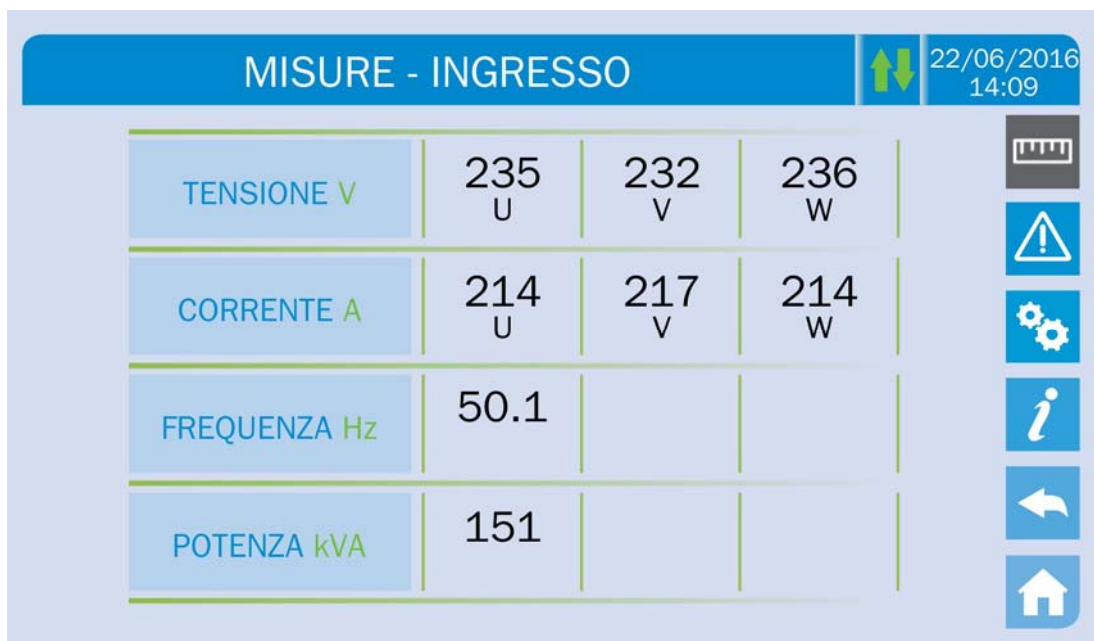 MISURE - INGRESSO
22/06/2016
14:09
TENSIONE V
235 232 236
U V W
CORRENTE A
214 217 214
U V W
FREQUENZA Hz
50.1
POTENZA kVA
151